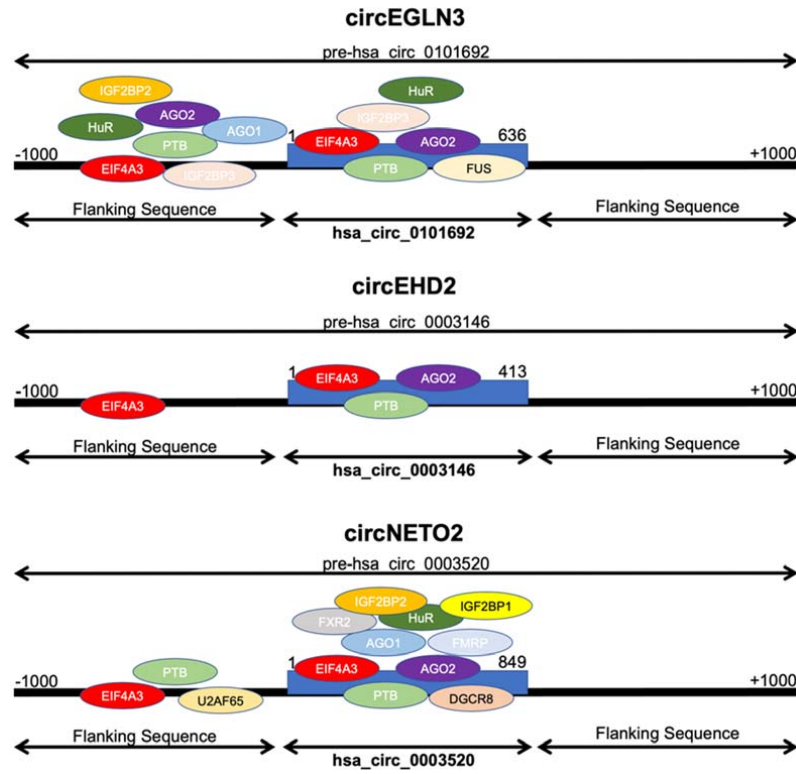 circEGLN3
pre-hsa_circ_0101692
IGF2BP2
HuR
AGO2
HuR
AGO1
IGF2BP3
PTB
1
EIF4A3
AGO2
636
-1000
+1000
EIF4A3
IGF2BP3
PTB
FUS
Flanking Sequence
hsa_circ_0101692
Flanking Sequence
circEHD2
pre-hsa_circ_0003146
1
EIF4A3
AGO2
413
-1000
+1000
EIF4A3
PTB
Flanking Sequence
hsa_circ_0003146
Flanking Sequence
circNETO2
pre-hsa_circ_0003520
IGF2BP2
IGF2BP1
FXR2
HuR
AGO1
FMRP
PTB
1
EIF4A3
AGO2
849
-1000
+1000
EIF4A3
U2AF65
PTB
DGCR8
Flanking Sequence
hsa_circ_0003520
Flanking Sequence